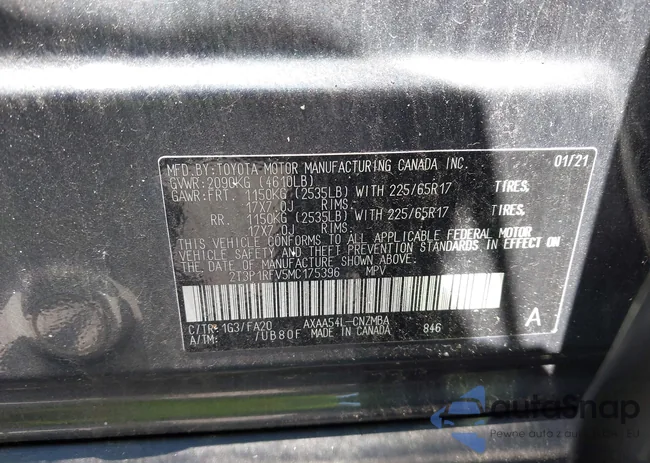 MFD.BY:TOYOTA MOTOR MANUFACTURING CANADA INC. 01/21
GVWR:2090KG (4610LB)
GAWR:FRT. 1150KG (2535LB) WITH 225/65R17 TIRES,
17X7.0J RIMS.
RR. 1150KG (2535LB) WITH 225/65R17 TIRES,
17X7.0J RIMS.
THIS VEHICLE CONFORMS TO ALL APPLICABLE FEDERAL MOTOR
VEHICLE SAFETY AND THEFT PREVENTION STANDARDS IN EFFECT ON
THE DATE OF MANUFACTURE SHOWN ABOVE.
2T3P1RFV5MC175396 MPV
C/TR: 1G3/FA20 AXAA54L-CNZMBA A
A/TM: /UB80F MADE IN CANADA 846
autoSnap
Pewne auto z